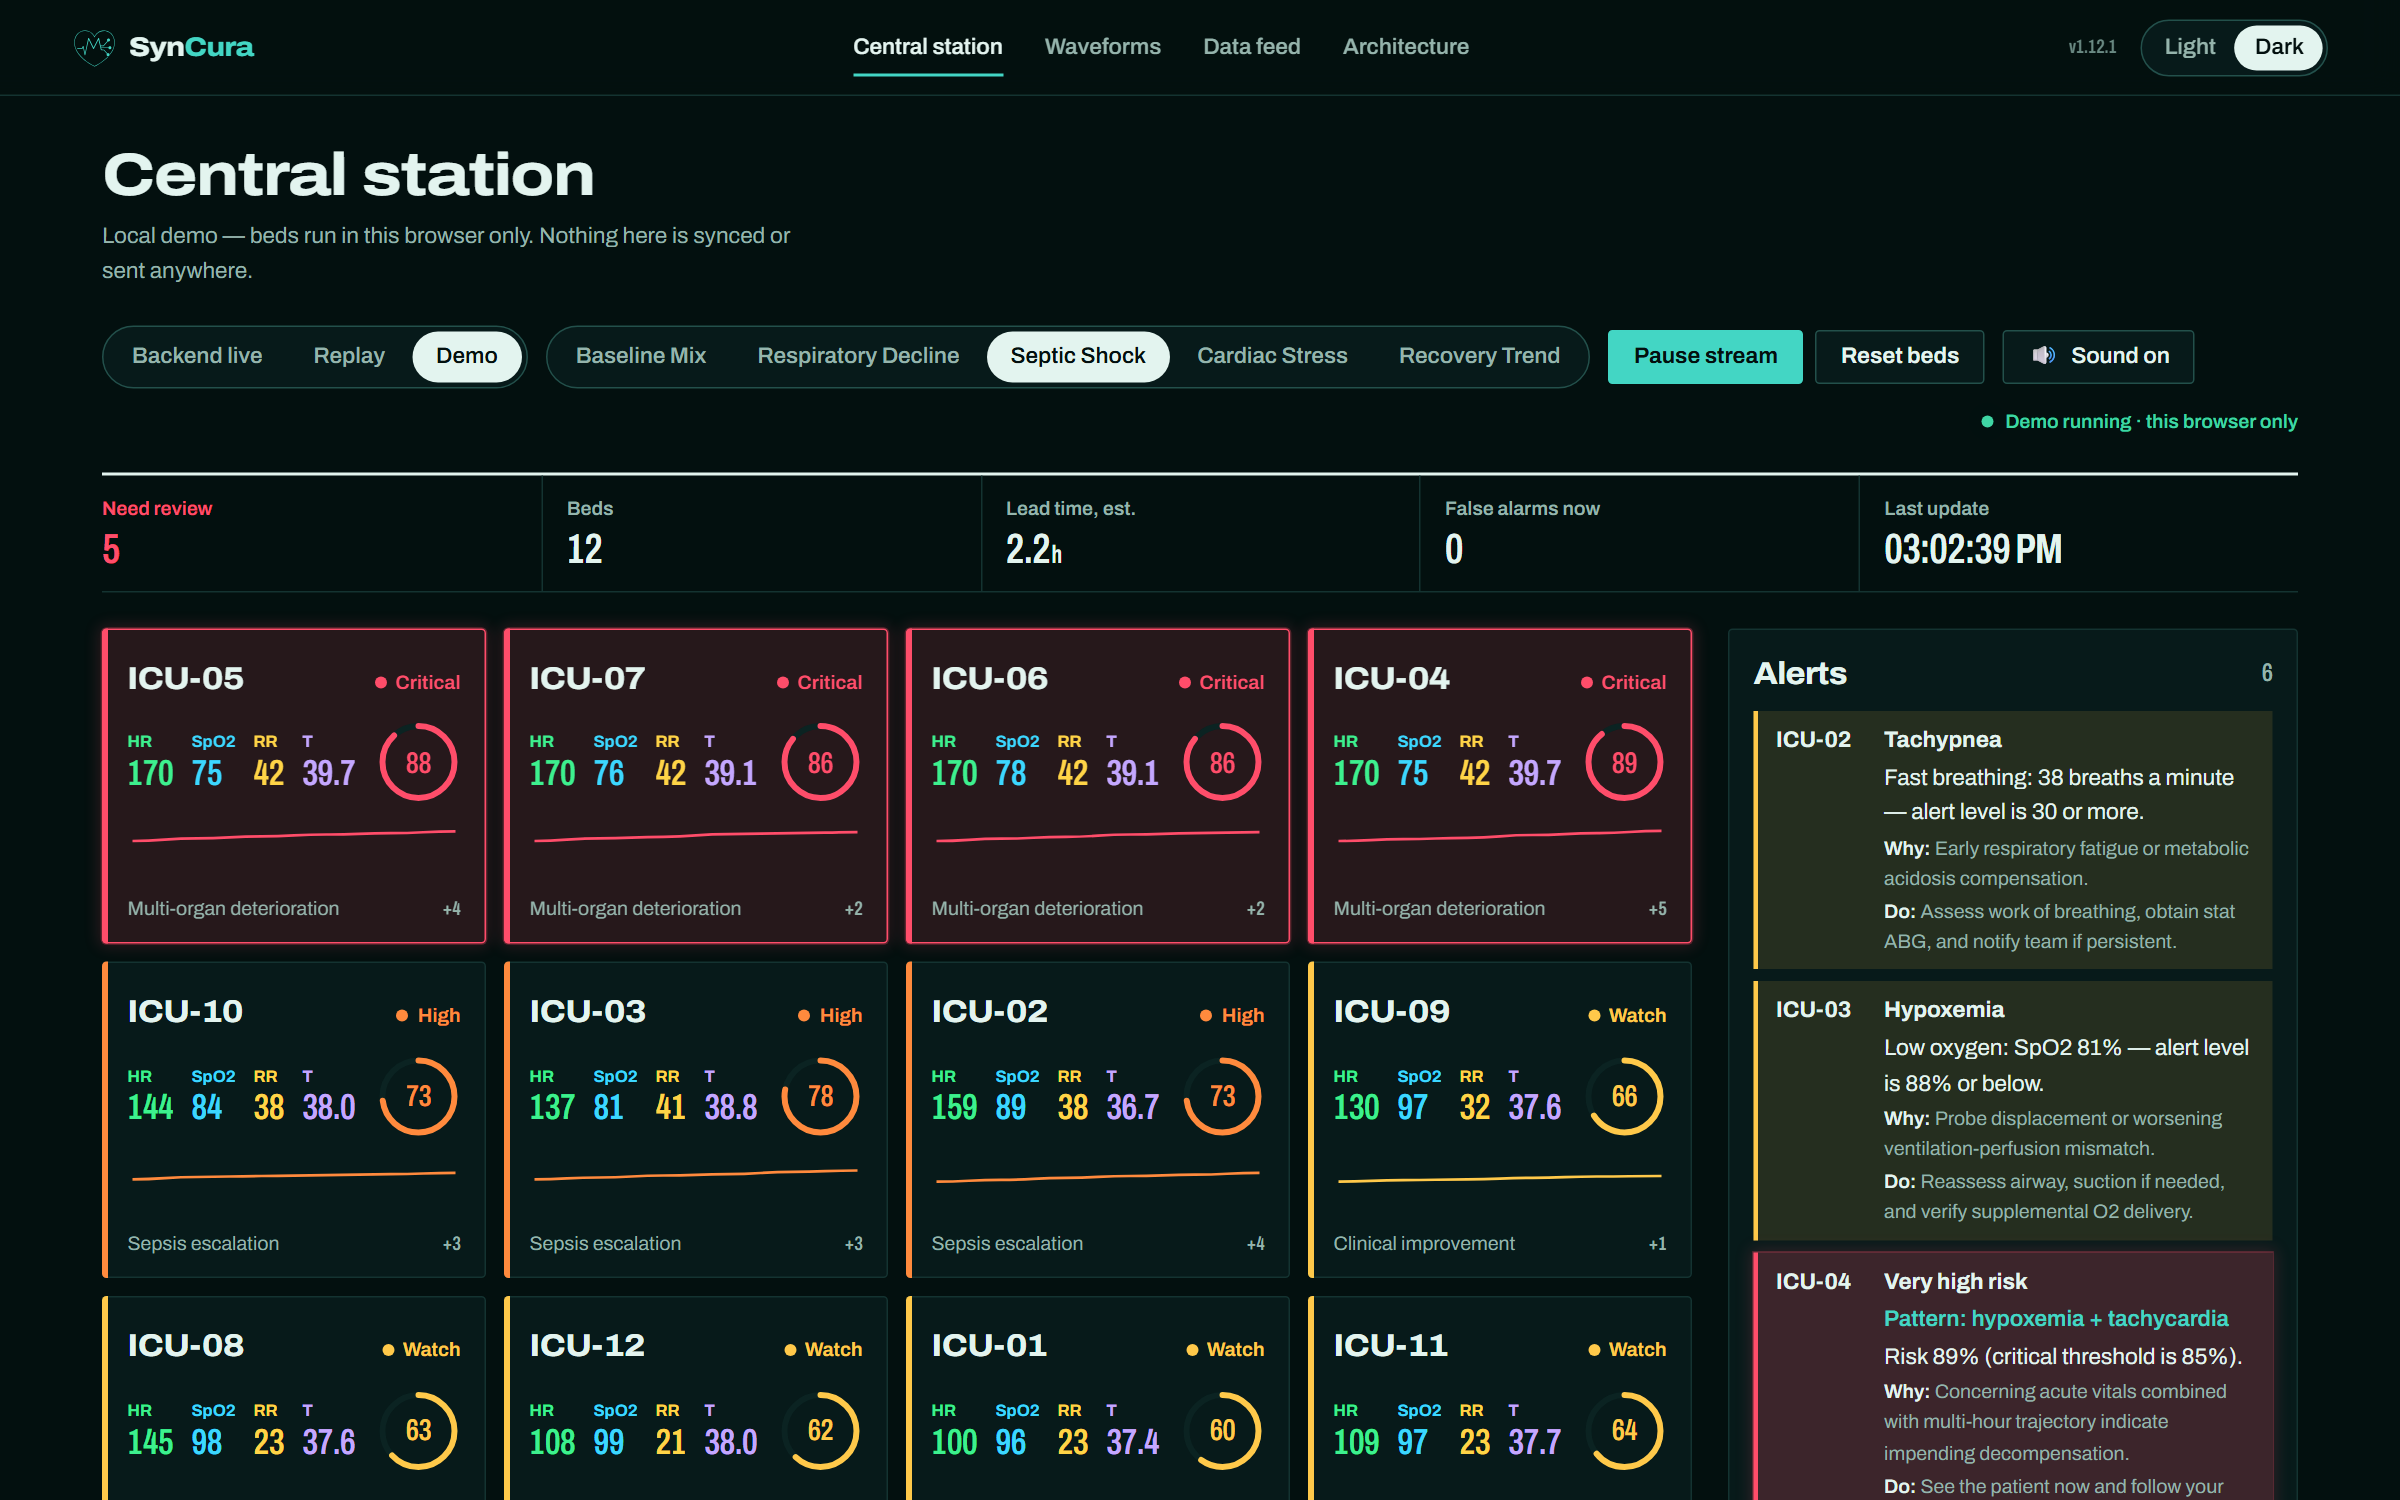 SynCura
Central station
Waveforms
Data feed
Architecture
v1.12.1
Light
Dark
Central station
Local demo — beds run in this browser only. Nothing here is synced or
sent anywhere.
Backend live
Replay
Demo
Baseline Mix
Respiratory Decline
Septic Shock
Cardiac Stress
Recovery Trend
Pause stream
Reset beds
Sound on
Demo running · this browser only
Need review
5
Beds
12
Lead time, est.
2.2h
False alarms now
0
Last update
03:02:39 PM
ICU-05
Critical
HR SpO2 RR T
170 75 42 39.7
88
Multi-organ deterioration +4
ICU-07
Critical
HR SpO2 RR T
170 76 42 39.1
86
Multi-organ deterioration +2
ICU-06
Critical
HR SpO2 RR T
170 78 42 39.1
86
Multi-organ deterioration +2
ICU-04
Critical
HR SpO2 RR T
170 75 42 39.7
89
Multi-organ deterioration +5
ICU-10
High
HR SpO2 RR T
144 84 38 38.0
73
Sepsis escalation +3
ICU-03
High
HR SpO2 RR T
137 81 41 38.8
78
Sepsis escalation +3
ICU-02
High
HR SpO2 RR T
159 89 38 36.7
73
Sepsis escalation +4
ICU-09
Watch
HR SpO2 RR T
130 97 32 37.6
66
Clinical improvement +1
ICU-08
Watch
HR SpO2 RR T
145 98 23 37.6
63
ICU-12
Watch
HR SpO2 RR T
108 99 21 38.0
62
ICU-01
Watch
HR SpO2 RR T
100 96 23 37.4
60
ICU-11
Watch
HR SpO2 RR T
109 97 23 37.7
64
Alerts 6
ICU-02 Tachypnea
Fast breathing: 38 breaths a minute
— alert level is 30 or more.
Why: Early respiratory fatigue or metabolic
acidosis compensation.
Do: Assess work of breathing, obtain stat
ABG, and notify team if persistent.
ICU-03 Hypoxemia
Low oxygen: SpO2 81% — alert level
is 88% or below.
Why: Probe displacement or worsening
ventilation-perfusion mismatch.
Do: Reassess airway, suction if needed,
and verify supplemental O2 delivery.
ICU-04 Very high risk
Pattern: hypoxemia + tachycardia
Risk 89% (critical threshold is 85%).
Why: Concerning acute vitals combined
with multi-hour trajectory indicate
impending decompensation.
Do: See the patient now and follow your